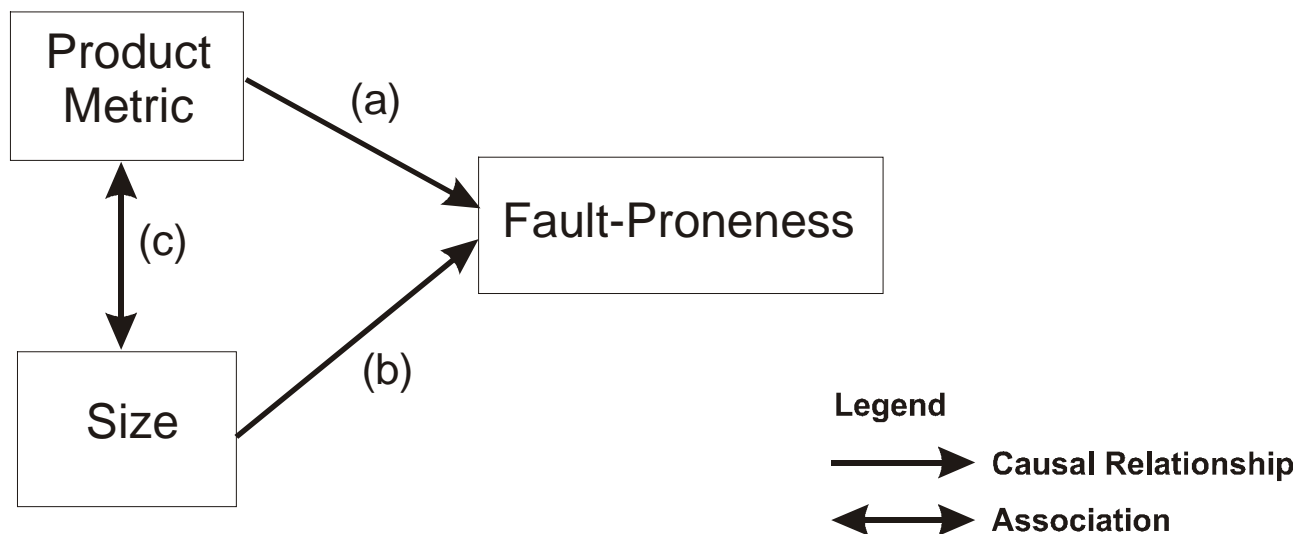 Product
Metric
(a)
Fault-Proneness
(c)
(b)
Size
Legend
Causal Relationship
Association